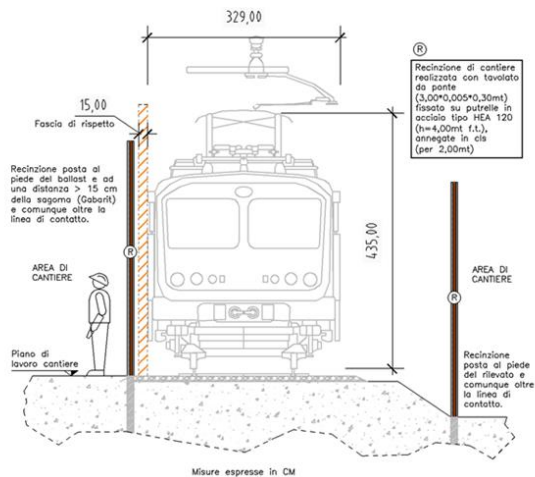 329,00
R
Recinzione di cantiere
realizzata con tavolato
da ponte
(3,00*0,005*0,30mt)
fissato su putrelle in
acciaio tipo HEA 120
(h=4,00mt f.t.),
annegate in cls
(per 2,00mt)
15,00
Fascia di rispetto
Recinzione posta al
piede del ballast e ad
una distanza > 15 cm
della sagoma (Gabarit)
e comunque oltre la
linea di contatto.
435,00
R
AREA DI
CANTIERE
AREA DI
CANTIERE
R
Piano di
lavoro cantiere
Recinzione
posta al piede
del rilevato e
comunque oltre
la linea di
contatto.
Misure espresse in CM